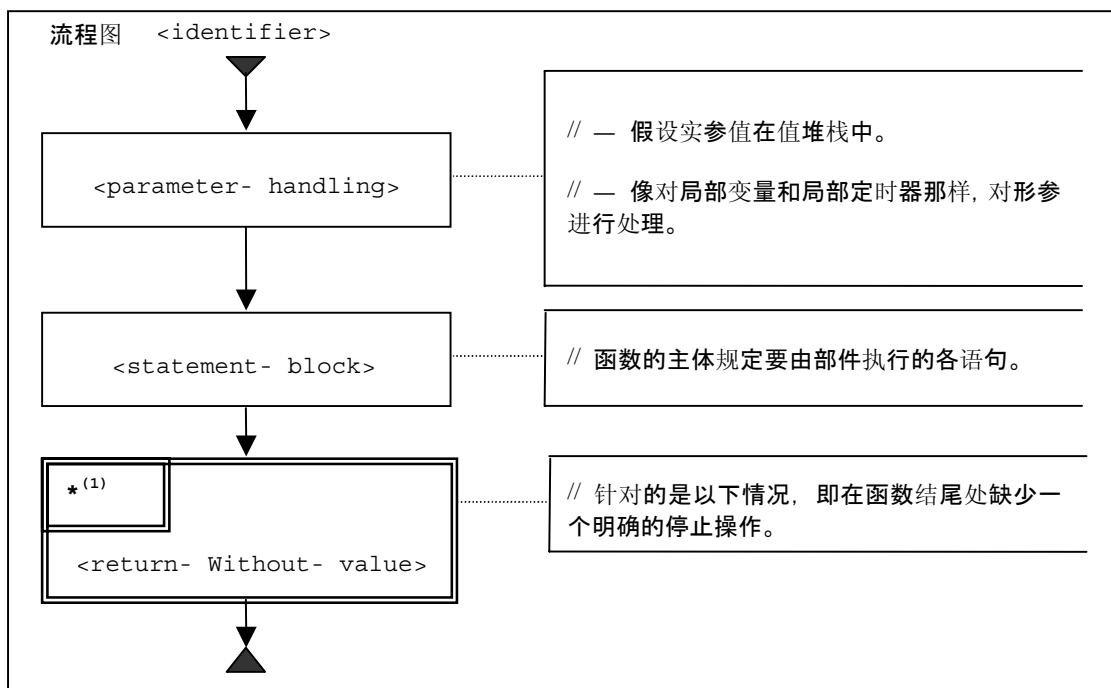 流程图 <identifier>
<parameter- handling>
// — 假设实参值在值堆栈中。
// — 像对局部变量和局部定时器那样, 对形参
进行处理。
<statement- block>
// 函数的主体规定要由部件执行的各语句。
*(1)
<return- Without- value>
// 针对的是以下情况, 即在函数结尾处缺少一
个明确的停止操作。